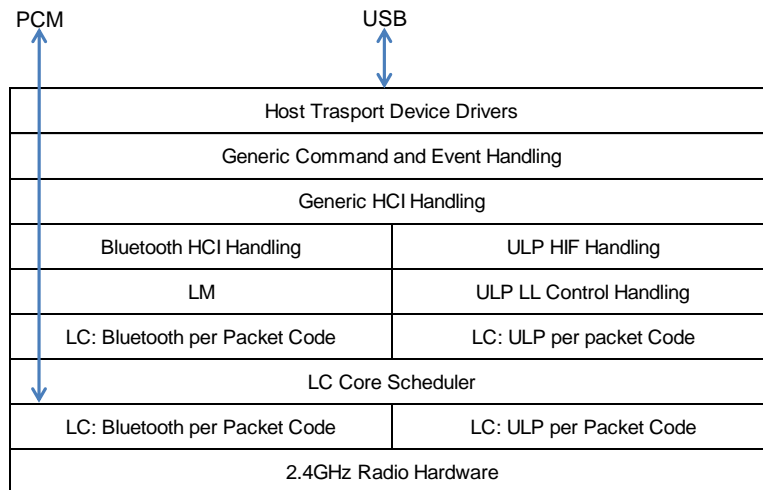 PCM
USB
Host Trasport Device Drivers
Generic Command and Event Handling
Generic HCI Handling
Bluetooth HCI Handling
ULP HIF Handling
LM
ULP LL Control Handling
LC: Bluetooth per Packet Code
LC: ULP per packet Code
LC Core Scheduler
LC: Bluetooth per Packet Code
LC: ULP per Packet Code
2.4GHz Radio Hardware